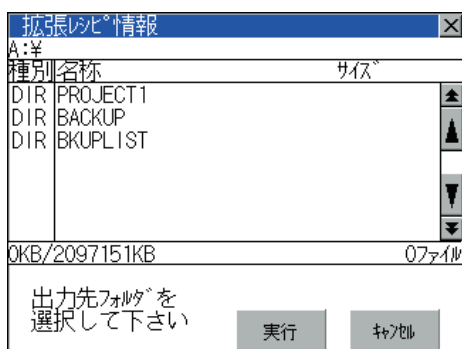 拡張ﾚｼﾋﾟ情報
A:¥
種別 名称 ｻｲｽﾞ
DIR PROJECT1
DIR BACKUP
DIR BKUPLIST
0KB/2097151KB 0ﾌｧｲﾙ
出力先ﾌｫﾙﾀﾞを
選択して下さい
実行 ｷｬﾝｾﾙ